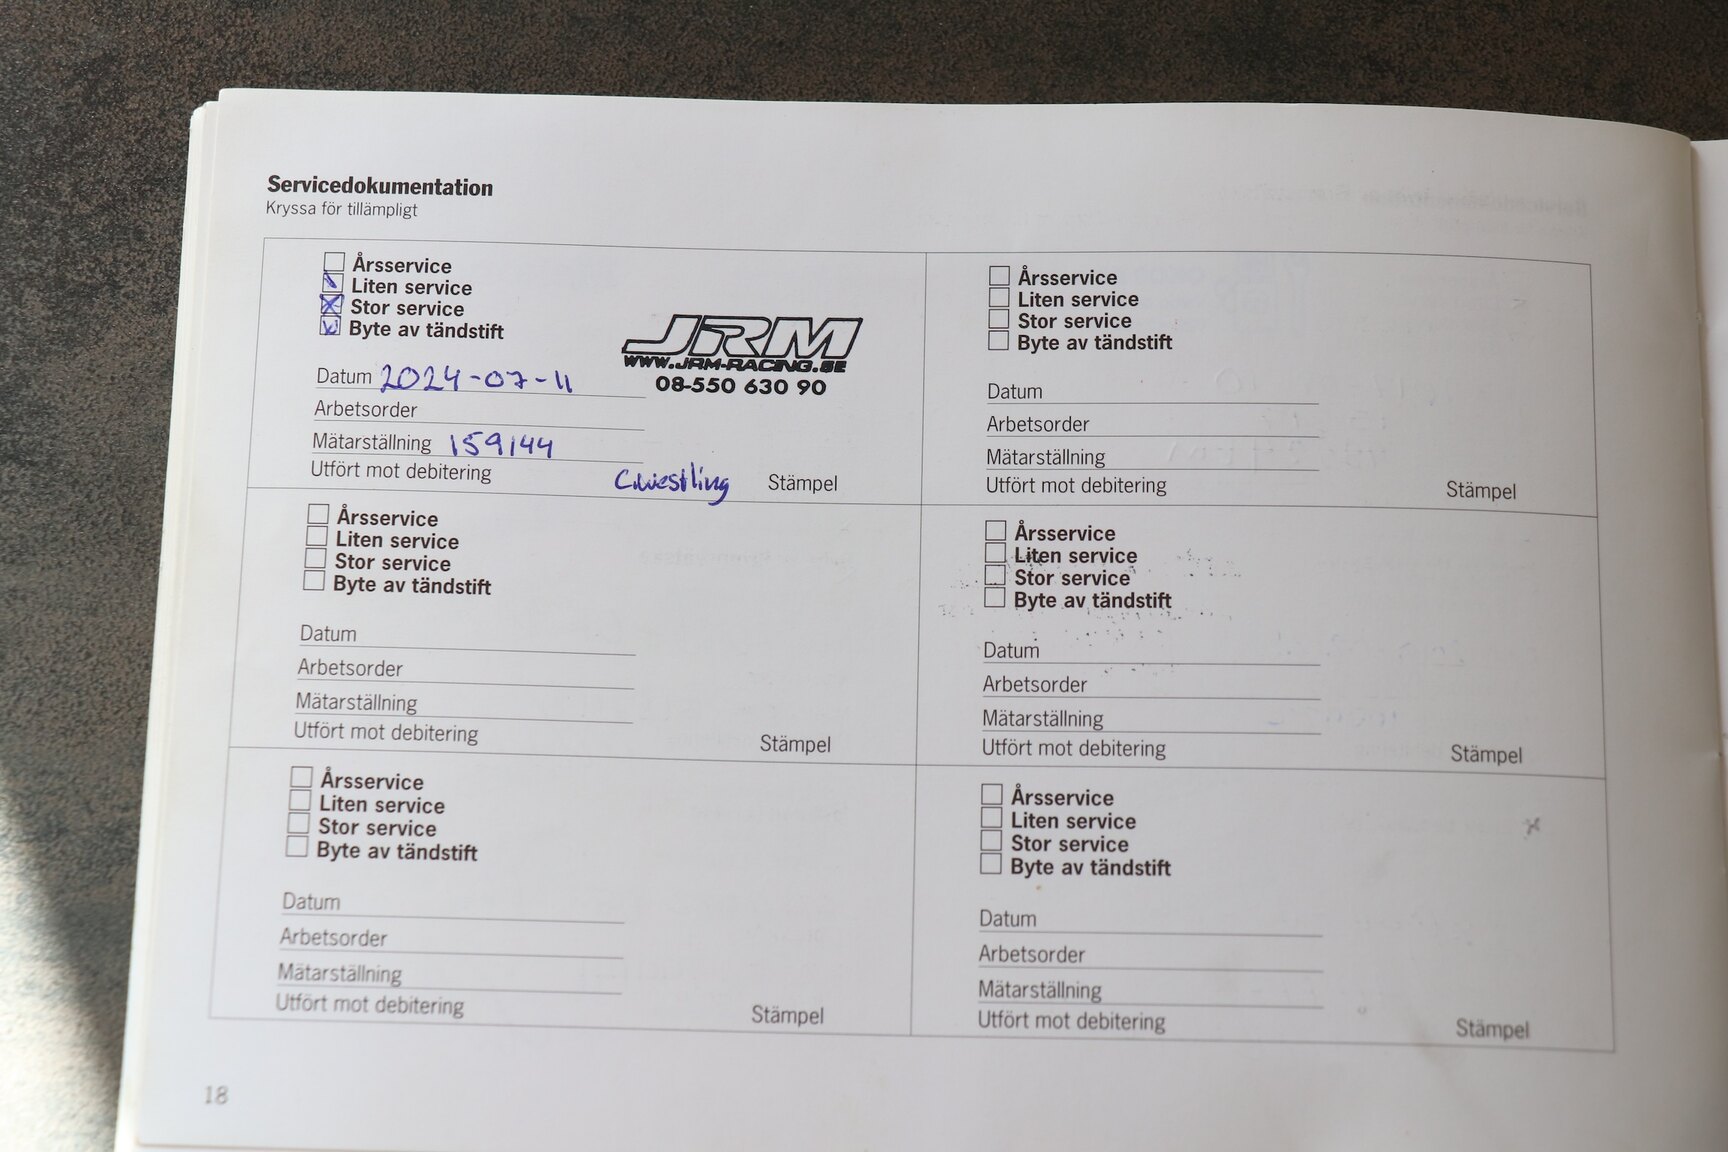 Servicedokumentation
Kryssa för tillämpligt
Årsservice
Liten service
Stor service
Byte av tändstift
JRM
WWW.JRM-RACING.SE
08-550 630 90
Datum 2024-07-11
Arbetsorder
Mätarställning 159144
Utfört mot debitering
Stämpel
Årsservice
Liten service
Stor service
Byte av tändstift
Datum
Arbetsorder
Mätarställning
Utfört mot debitering
Stämpel
Årsservice
Liten service
Stor service
Byte av tändstift
Datum
Arbetsorder
Mätarställning
Utfört mot debitering
Stämpel
Årsservice
Liten service
Stor service
Byte av tändstift
Datum
Arbetsorder
Mätarställning
Utfört mot debitering
Stämpel
Årsservice
Liten service
Stor service
Byte av tändstift
Datum
Arbetsorder
Mätarställning
Utfört mot debitering
Stämpel
Årsservice
Liten service
Stor service
Byte av tändstift
Datum
Arbetsorder
Mätarställning
Utfört mot debitering
Stämpel
18